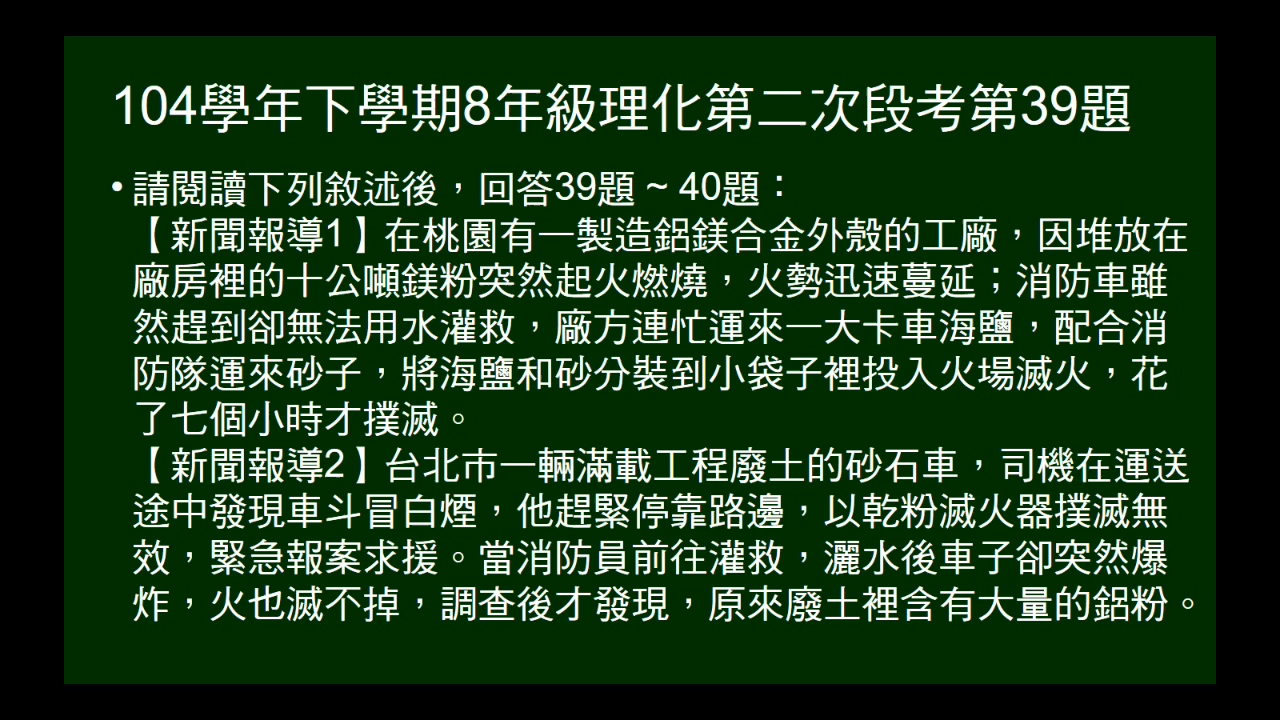 104學年下學期8年級理化第二次段考第39題
• 請閱讀下列敘述後，回答39題 ~ 40題：
【新聞報導1】在桃園有一製造鋁鎂合金外殼的工廠，因堆放在
廠房裡的十公噸鎂粉突然起火燃燒，火勢迅速蔓延；消防車雖
然趕到卻無法用水灌救，廠方連忙運來一大卡車海鹽，配合消
防隊運來砂子，將海鹽和砂分裝到小袋子裡投入火場滅火，花
了七個小時才撲滅。
【新聞報導2】台北市一輛滿載工程廢土的砂石車，司機在運送
途中發現車斗冒白煙，他趕緊停靠路邊，以乾粉滅火器撲滅無
效，緊急報案求援。當消防員前往灌救，灑水後車子卻突然爆
炸，火也滅不掉，調查後才發現，原來廢土裡含有大量的鋁粉。